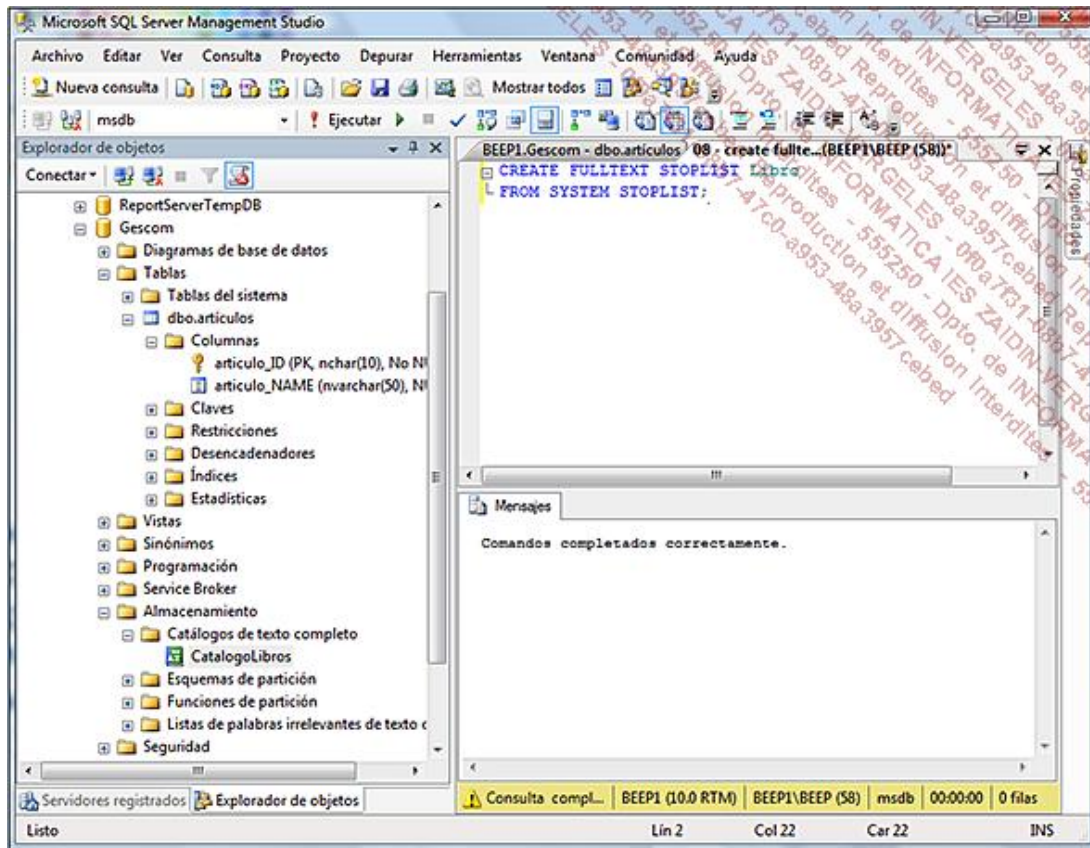 Microsoft SQL Server Management Studio
Archivo Editar Ver Consulta Proyecto Depurar Herramientas Ventana Comunidad Ayuda
Nueva consulta Mostrar todos
msdb Ejecutar
Explorador de objetos
Conectar
ReportServerTempDB
Gescom
Diagramas de base de datos
Tablas
Tablas del sistema
dbo.articulos
Columnas
articulo_ID (PK, nchar(10), No N
articulo_NAME (nvarchar(50), N
Claves
Restricciones
Desencadenadores
Índices
Estadísticas
Vistas
Sinónimos
Programación
Service Broker
Almacenamiento
Catálogos de texto completo
CatalogoLibros
Esquemas de partición
Funciones de partición
Listas de palabras irrelevantes de texto c
Seguridad
Servidores registrados Explorador de objetos
BEEP1.Gescom - dbo.articulos 08 - create fullte...(BEEP1\BEEP (58))*
CREATE FULLTEXT STOPLIST Libro
FROM SYSTEM STOPLIST;
Propiedades
Mensajes
Comandos completados correctamente.
Consulta compl... BEEP1 (10.0 RTM) BEEP1\BEEP (58) msdb 00:00:00 0 filas
Listo Lín 2 Col 22 Car 22 INS